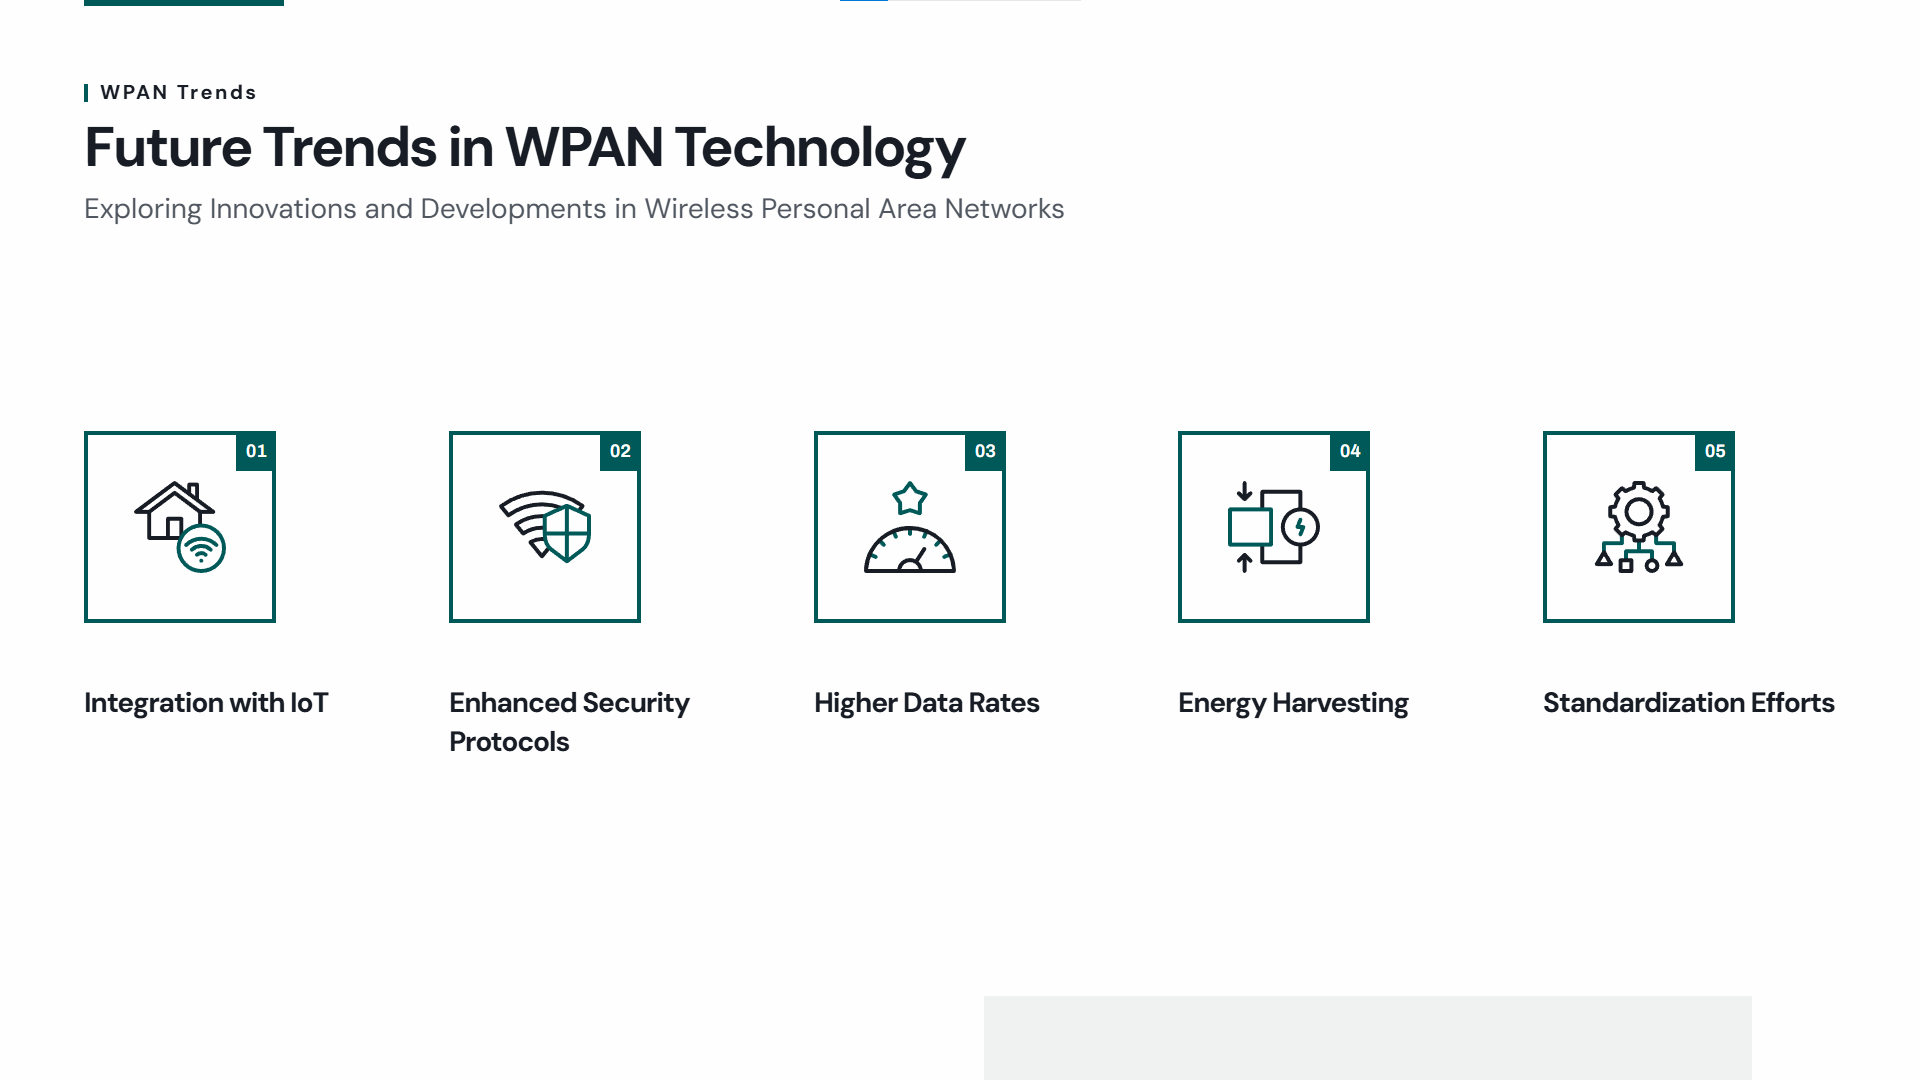 WPAN Trends
Future Trends in WPAN Technology
Exploring Innovations and Developments in Wireless Personal Area Networks
01
02
03
04
05
Integration with IoT
Enhanced Security
Protocols
Higher Data Rates
Energy Harvesting
Standardization Efforts